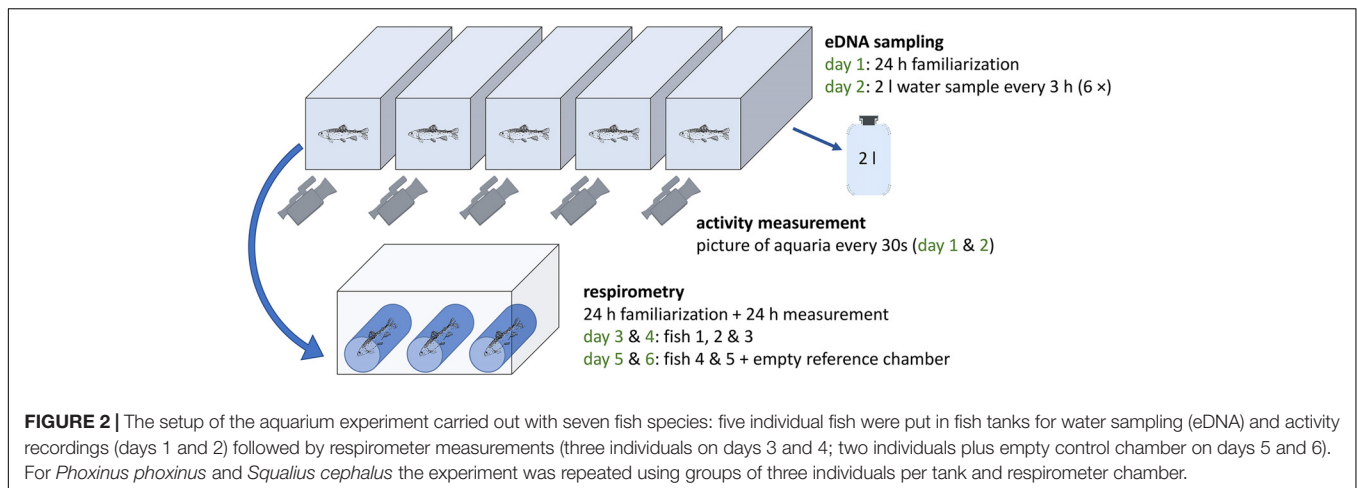 eDNA sampling
day 1: 24 h familiarization
day 2: 2 l water sample every 3 h (6 ×)
2 l
activity measurement
picture of aquaria every 30s (day 1 & 2)
respirometry
24 h familiarization + 24 h measurement
day 3 & 4: fish 1, 2 & 3
day 5 & 6: fish 4 & 5 + empty reference chamber
FIGURE 2 | The setup of the aquarium experiment carried out with seven fish species: five individual fish were put in fish tanks for water sampling (eDNA) and activity
recordings (days 1 and 2) followed by respirometer measurements (three individuals on days 3 and 4; two individuals plus empty control chamber on days 5 and 6).
For Phoxinus phoxinus and Squalius cephalus the experiment was repeated using groups of three individuals per tank and respirometer chamber.